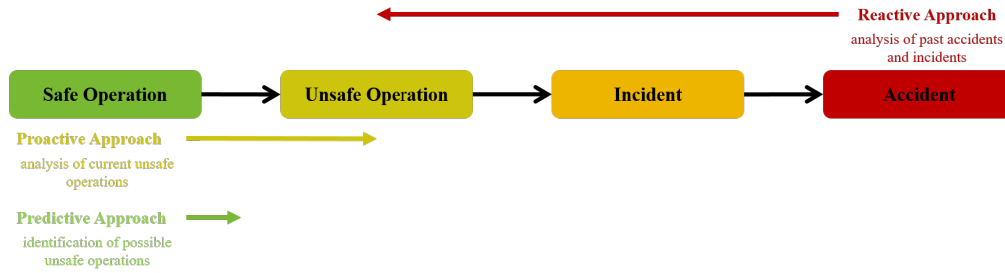 Reactive Approach
analysis of past accidents
and incidents
Safe Operation
Unsafe Operation
Incident
Accident
Proactive Approach
analysis of current unsafe
operations
Predictive Approach
identification of possible
unsafe operations